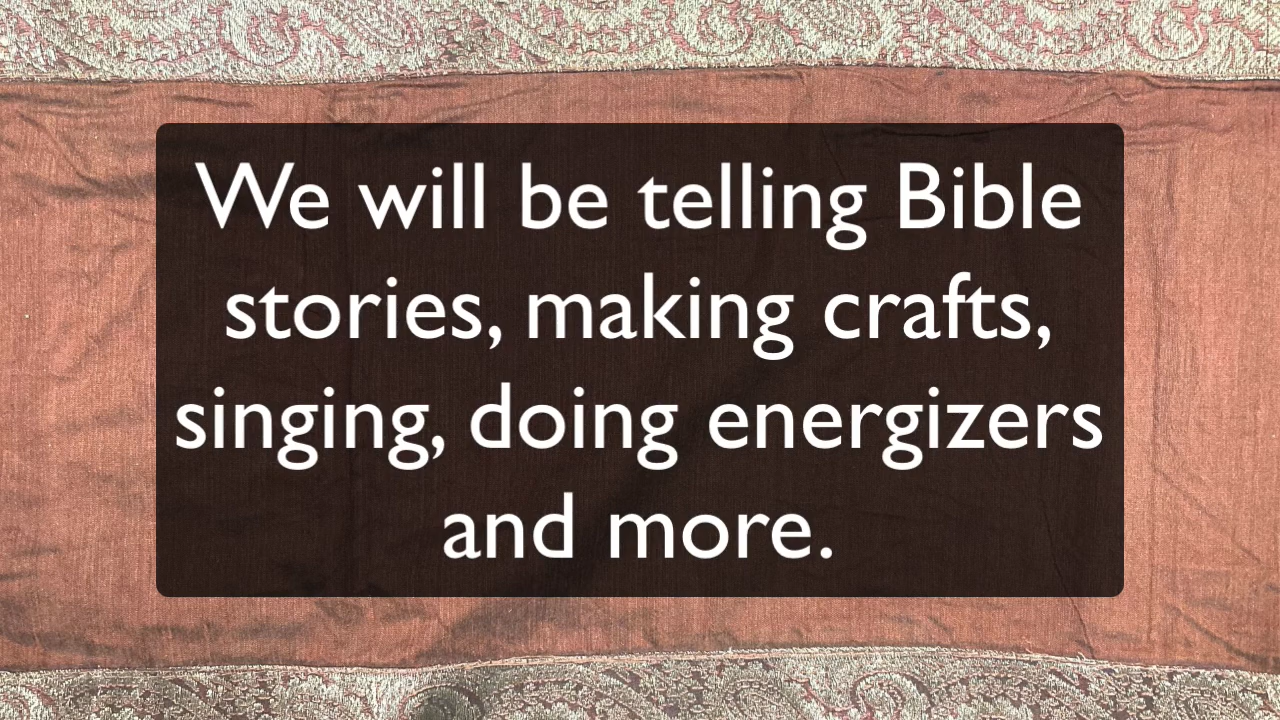 We will be telling Bible
stories, making crafts,
singing, doing energizers
and more.